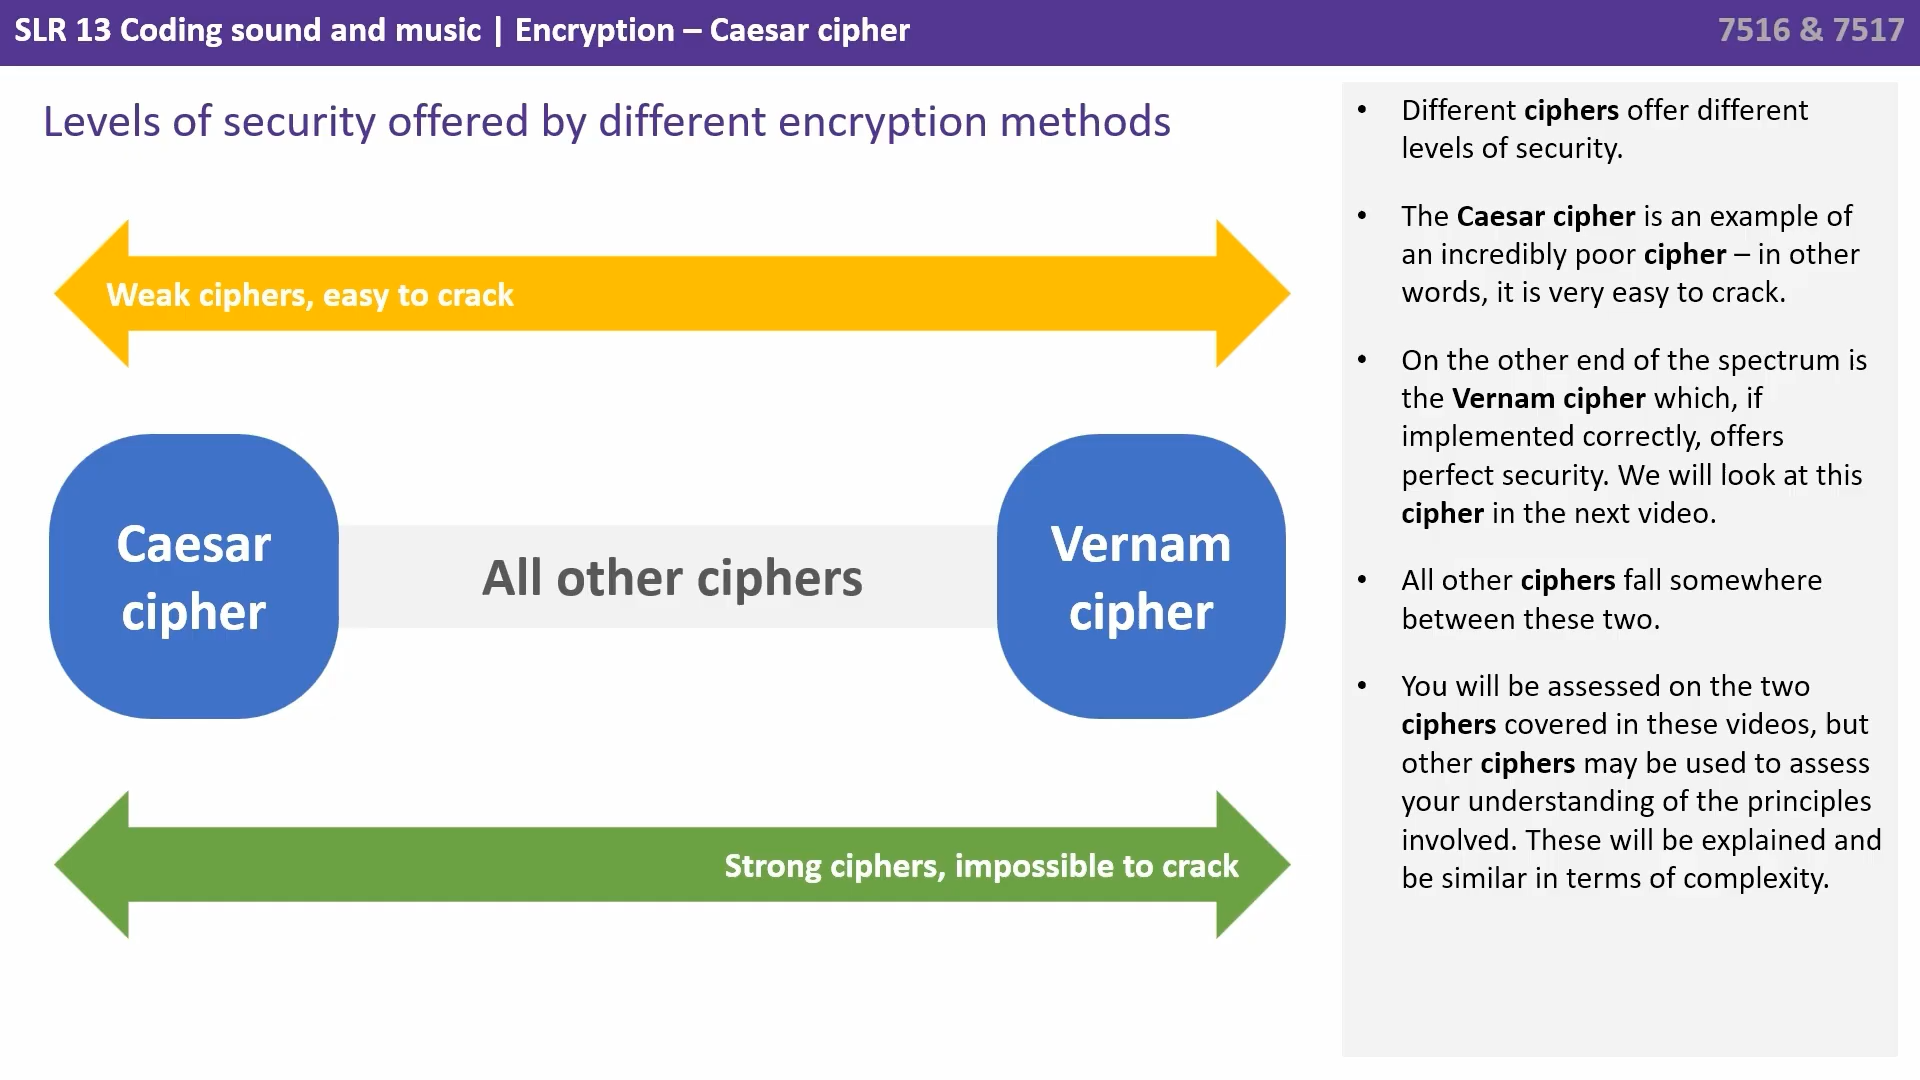 SLR 13 Coding sound and music | Encryption – Caesar cipher
7516 & 7517
Levels of security offered by different encryption methods
Weak ciphers, easy to crack
Caesar
cipher
All other ciphers
Vernam
cipher
Strong ciphers, impossible to crack
• Different ciphers offer different
levels of security.
• The Caesar cipher is an example of
an incredibly poor cipher – in other
words, it is very easy to crack.
• On the other end of the spectrum is
the Vernam cipher which, if
implemented correctly, offers
perfect security. We will look at this
cipher in the next video.
• All other ciphers fall somewhere
between these two.
• You will be assessed on the two
ciphers covered in these videos, but
other ciphers may be used to assess
your understanding of the principles
involved. These will be explained and
be similar in terms of complexity.